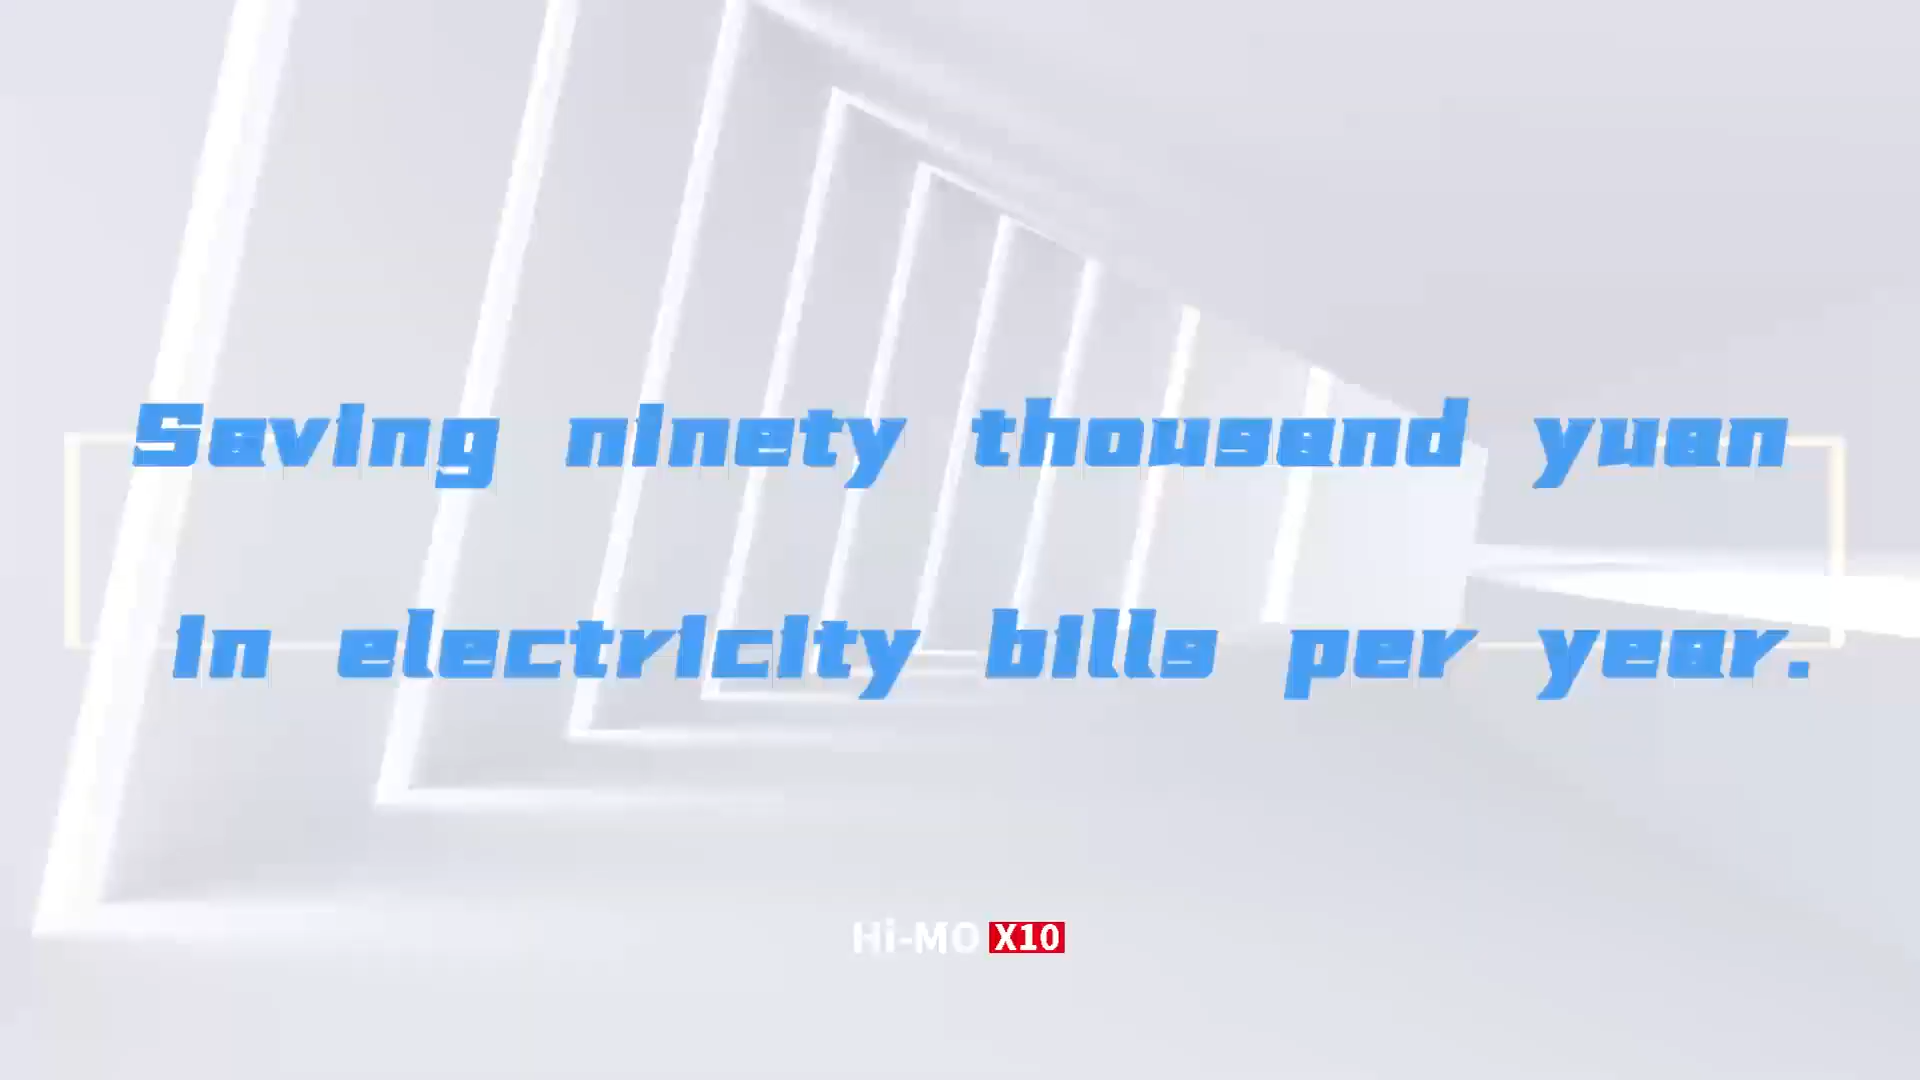 Saving ninety thousand yuan
in electricity bills per year.
Hi-MO X10